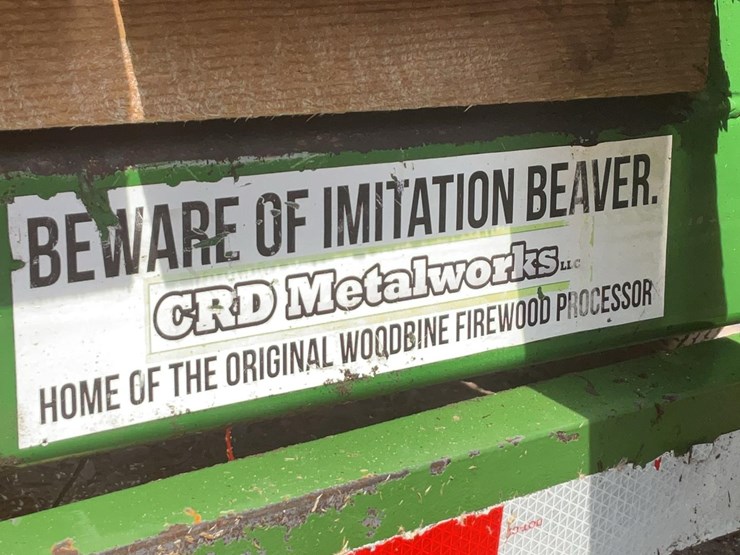 BEWARE OF IMITATION BEAVER.
CRD Metalworks LLC
HOME OF THE ORIGINAL WOODBINE FIREWOOD PROCESSOR